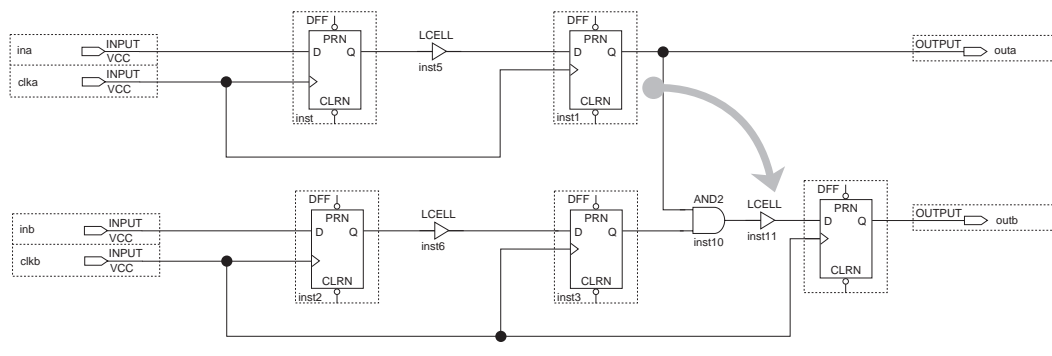 DFF
PRN
D Q
CLRN
inst
LCELL
inst5
DFF
PRN
D Q
CLRN
inst1
ina
INPUT
VCC
clka
INPUT
VCC
OUTPUT
outa
AND2
inst10
LCELL
inst11
DFF
PRN
D Q
CLRN
OUTPUT
outb
inb
INPUT
VCC
clkb
INPUT
VCC
DFF
PRN
D Q
CLRN
inst2
LCELL
inst6
DFF
PRN
D Q
CLRN
inst3